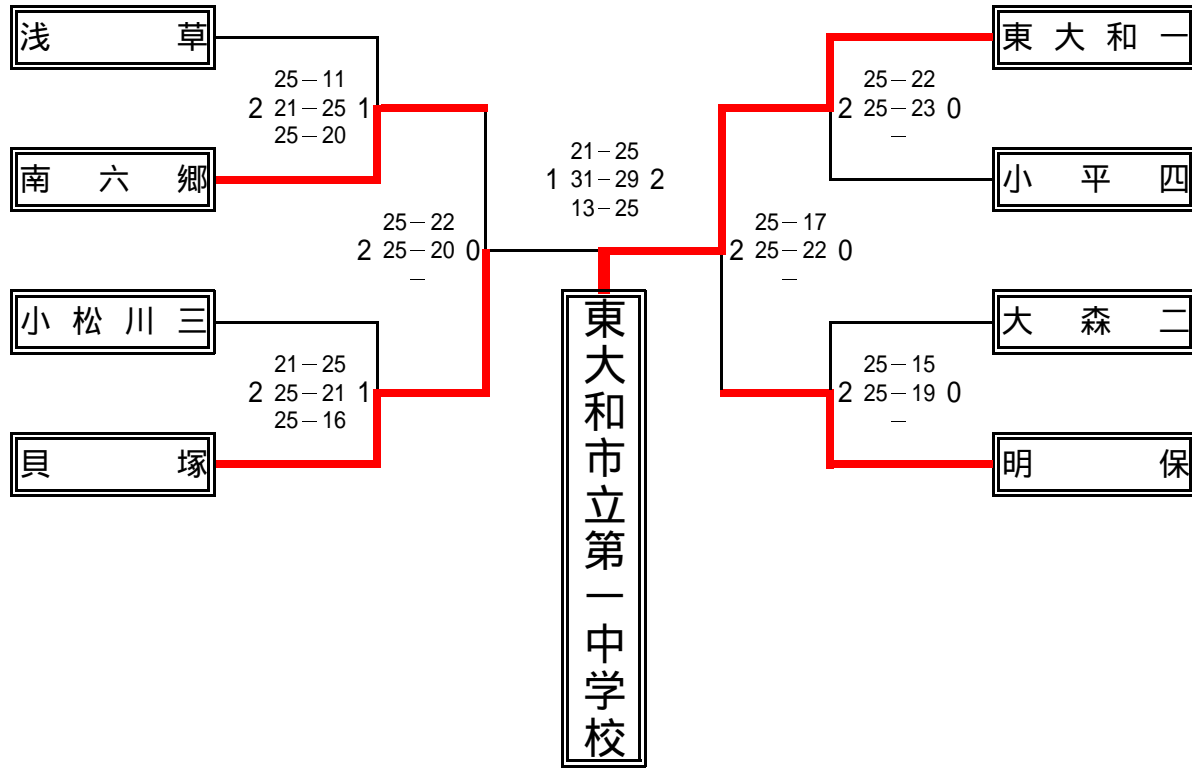 浅草
25－11
2 21－25 1
25－20
南六郷
25－22
2 25－20 0
－
小松川三
21－25
2 25－21 1
25－16
貝塚
21－25
1 31－29 2
13－25
東大和市立第一中学校
東大和一
25－22
2 25－23 0
－
小平四
25－17
2 25－22 0
－
大森二
25－15
2 25－19 0
－
明保